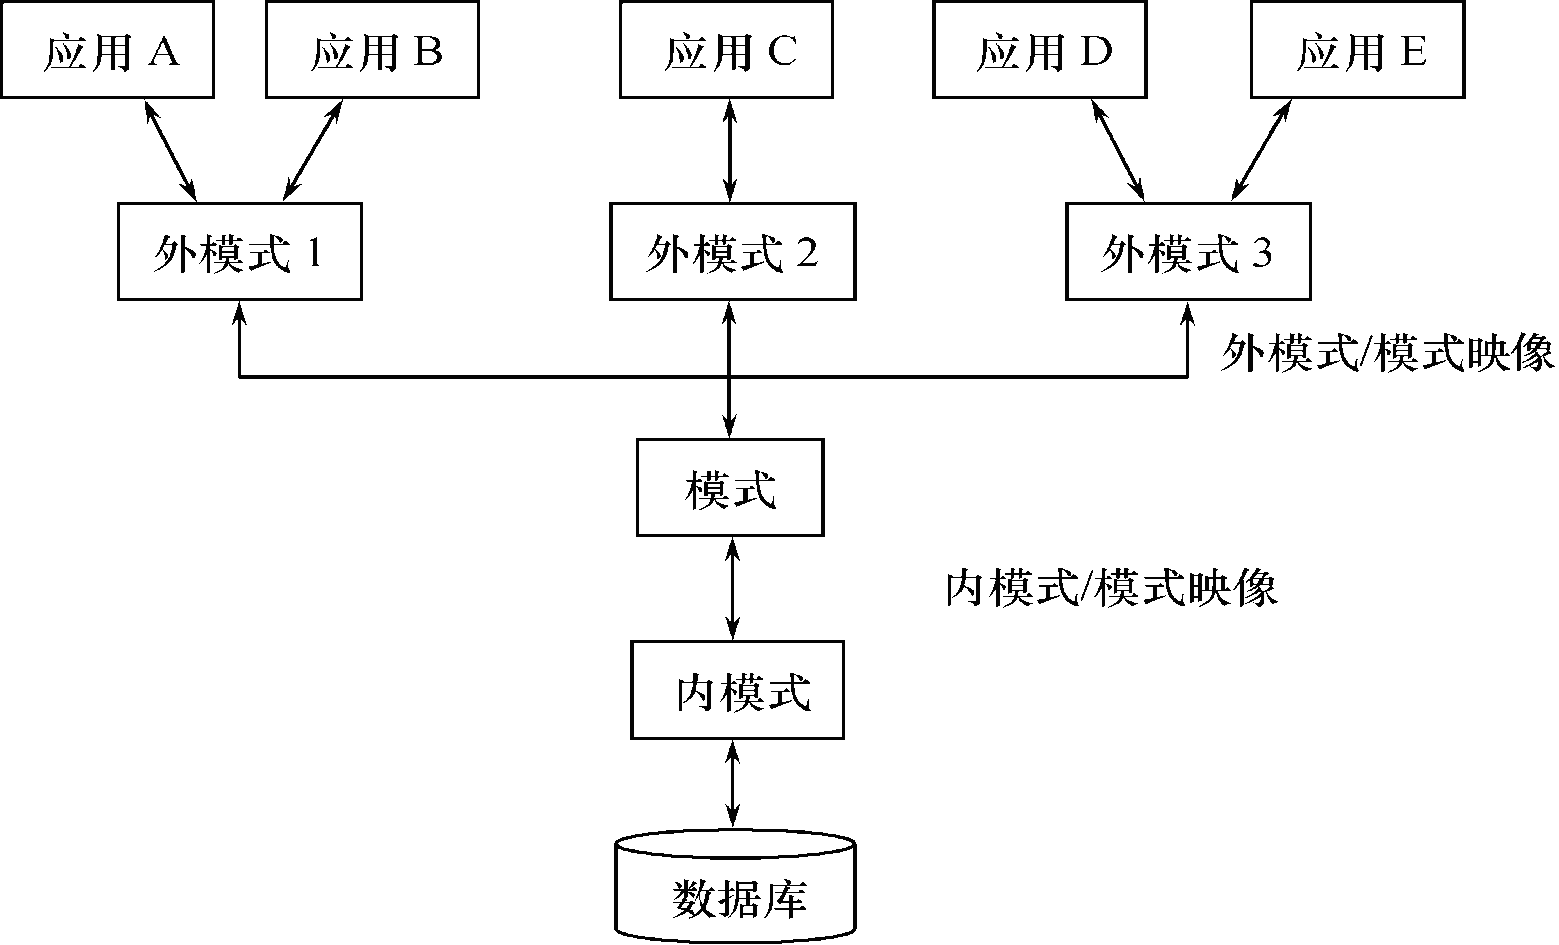 应用 A
应用 B
应用 C
应用 D
应用 E
外模式 1
外模式 2
外模式 3
外模式/模式映像
模式
内模式/模式映像
内模式
数据库